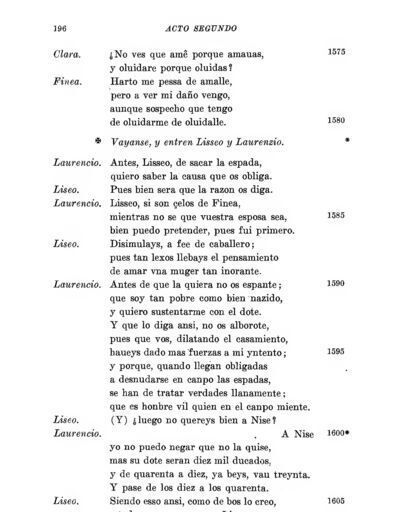 196 ACTO SEGUNDO
Clara. ¿No ves que amê porque amauas, 1575
y oluidare porque oluidas?
Finea. Harto me pessa de amalle,
pero a ver mi daño vengo,
aunque sospecho que tengo
de oluidarme de oluidalle. 1580
✠ Vayanse, y entren Lisseo y Laurenzio. *
Laurencio. Antes, Lisseo, de sacar la espada,
quiero saber la causa que os obliga.
Liseo. Pues bien sera que la razon os diga.
Laurencio. Lisseo, si son çelos de Finea,
mientras no se que vuestra esposa sea, 1585
bien puedo pretender, pues fui primero.
Liseo. Disimulays, a fee de caballero;
pues tan lexos llebays el pensamiento
de amar vna muger tan inorante.
Laurencio. Antes de que la quiera no os espante; 1590
que soy tan pobre como bien nazido,
y quiero sustentarme con el dote.
Y que lo diga ansi, no os alborote,
pues que vos, dilatando el casamiento,
haueys dado mas fuerzas a mi yntento; 1595
y porque, quando llegan obligadas
a desnudarse en canpo las espadas,
se han de tratar verdades llanamente;
que es honbre vil quien en el canpo miente.
Liseo. (Y) ¿luego no quereys bien a Nise?
Laurencio. A Nise 1600*
yo no puedo negar que no la quise,
mas su dote seran diez mil ducados,
y de quarenta a diez, ya beys, van treynta.
Y pase de los diez a los quarenta.
Liseo. Siendo esso ansi, como de bos lo creo, 1605